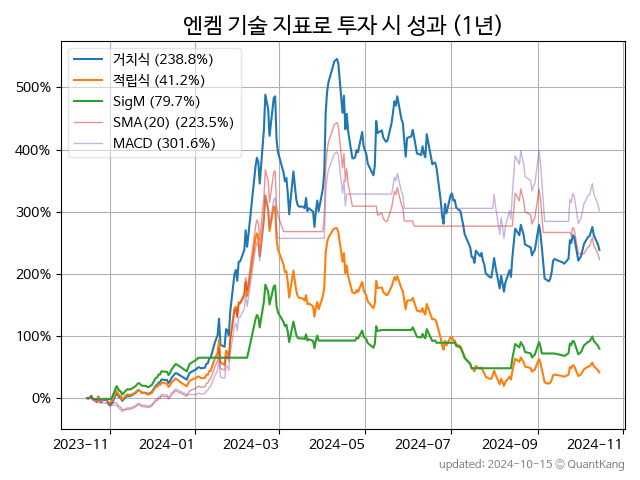 엔켐 기술 지표로 투자 시 성과 (1년)
거치식 (238.8%)
적립식 (41.2%)
SigM (79.7%)
SMA(20) (223.5%)
MACD (301.6%)
500%
400%
300%
200%
100%
0%
2023-11 2024-01 2024-03 2024-05 2024-07 2024-09 2024-11
updated: 2024-10-15 © QuantKang